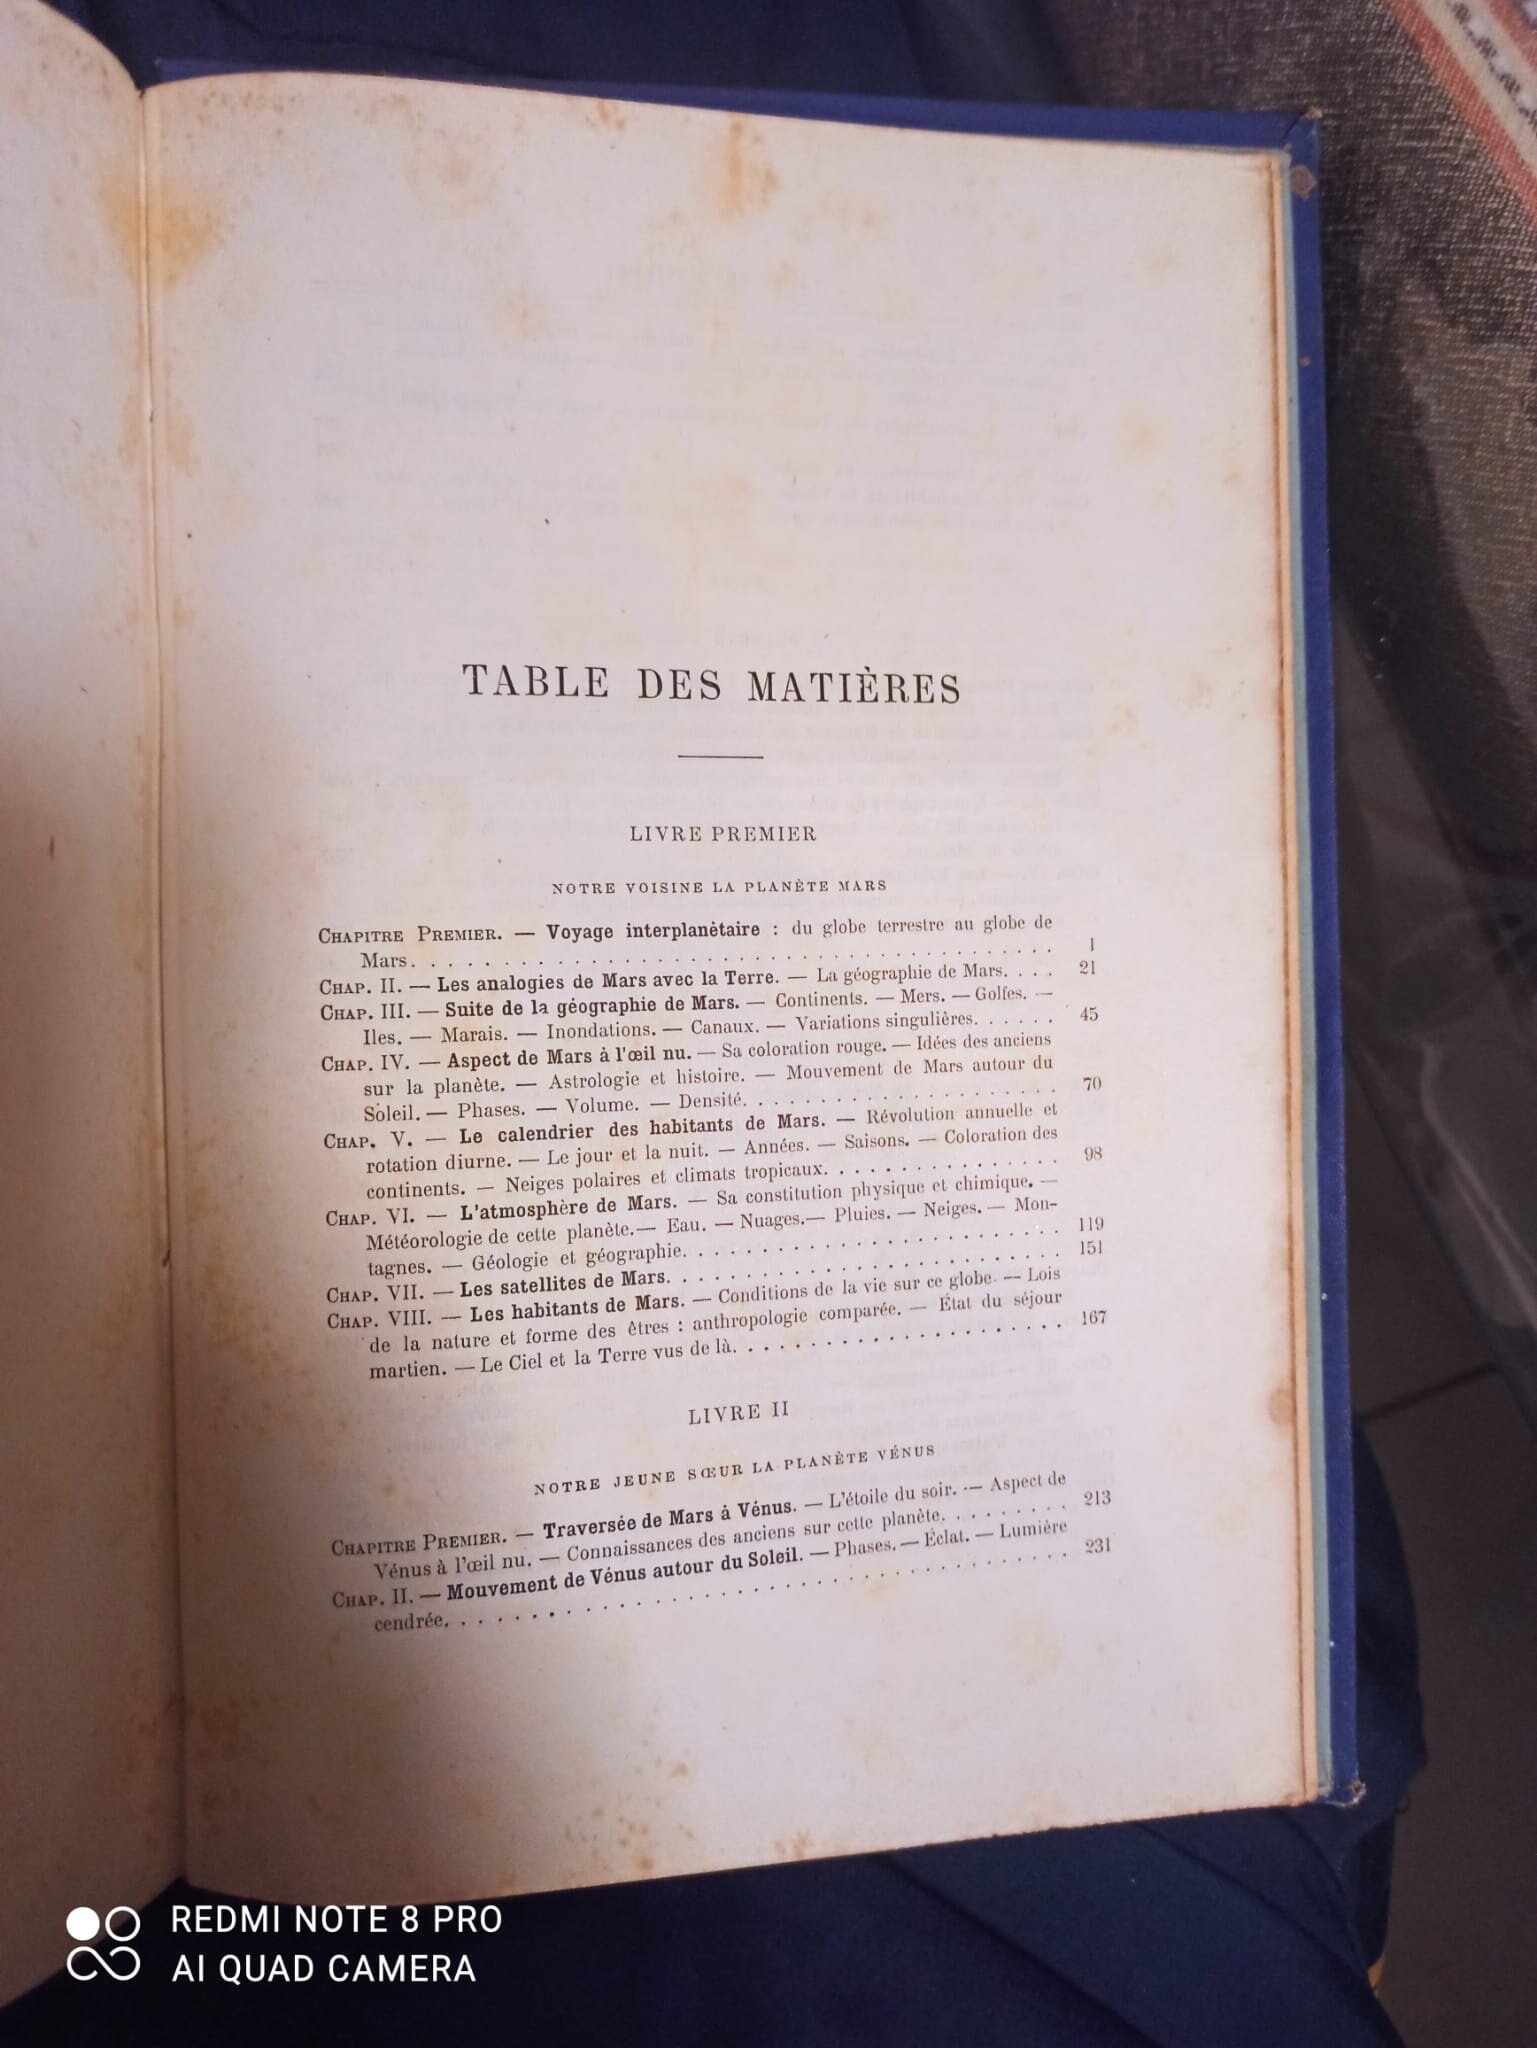 TABLE DES MATIÈRES
LIVRE PREMIER
NOTRE VOISINE LA PLANÈTE MARS
CHAPITRE PREMIER. — Voyage interplanétaire : du globe terrestre au globe de
Mars. . . . . . . . . . . . . . . . . . . . . . . . . . . . . . . . . . . . 1
CHAP. II. — Les analogies de Mars avec la Terre. — La géographie de Mars. . . . 21
CHAP. III. — Suite de la géographie de Mars. — Continents. — Mers. — Golfes. —
Iles. — Marais. — Inondations. — Canaux. — Variations singulières. . . . . . 45
CHAP. IV. — Aspect de Mars à l'œil nu. — Sa coloration rouge. — Idées des anciens
sur la planète. — Astrologie et histoire. — Mouvement de Mars autour du
Soleil. — Phases. — Volume. — Densité. . . . . . . . . . . . . . . . . . . 70
CHAP. V. — Le calendrier des habitants de Mars. — Révolution annuelle et
rotation diurne. — Le jour et la nuit. — Années. — Saisons. — Coloration des
continents. — Neiges polaires et climats tropicaux. . . . . . . . . . . . . . . 98
CHAP. VI. — L'atmosphère de Mars. — Sa constitution physique et chimique. —
Météorologie de cette planète. — Eau. — Nuages. — Pluies. — Neiges. — Mon-
tagnes. — Géologie et géographie. . . . . . . . . . . . . . . . . . . . . . . 119
CHAP. VII. — Les satellites de Mars. . . . . . . . . . . . . . . . . . . . . . . . 151
CHAP. VIII. — Les habitants de Mars. — Conditions de la vie sur ce globe. — Lois
de la nature et forme des êtres : anthropologie comparée. — État du séjour
martien. — Le Ciel et la Terre vus de là. . . . . . . . . . . . . . . . . . . . 167
LIVRE II
NOTRE JEUNE SŒUR LA PLANÈTE VÉNUS
CHAPITRE PREMIER. — Traversée de Mars à Vénus. — L'étoile du soir. — Aspect de
Vénus à l'œil nu. — Connaissances des anciens sur cette planète. . . . . . . . 213
CHAP. II. — Mouvement de Vénus autour du Soleil. — Phases. — Éclat. — Lumière
cendrée. . . . . . . . . . . . . . . . . . . . . . . . . . . . . . . . . . . 231
REDMI NOTE 8 PRO
AI QUAD CAMERA